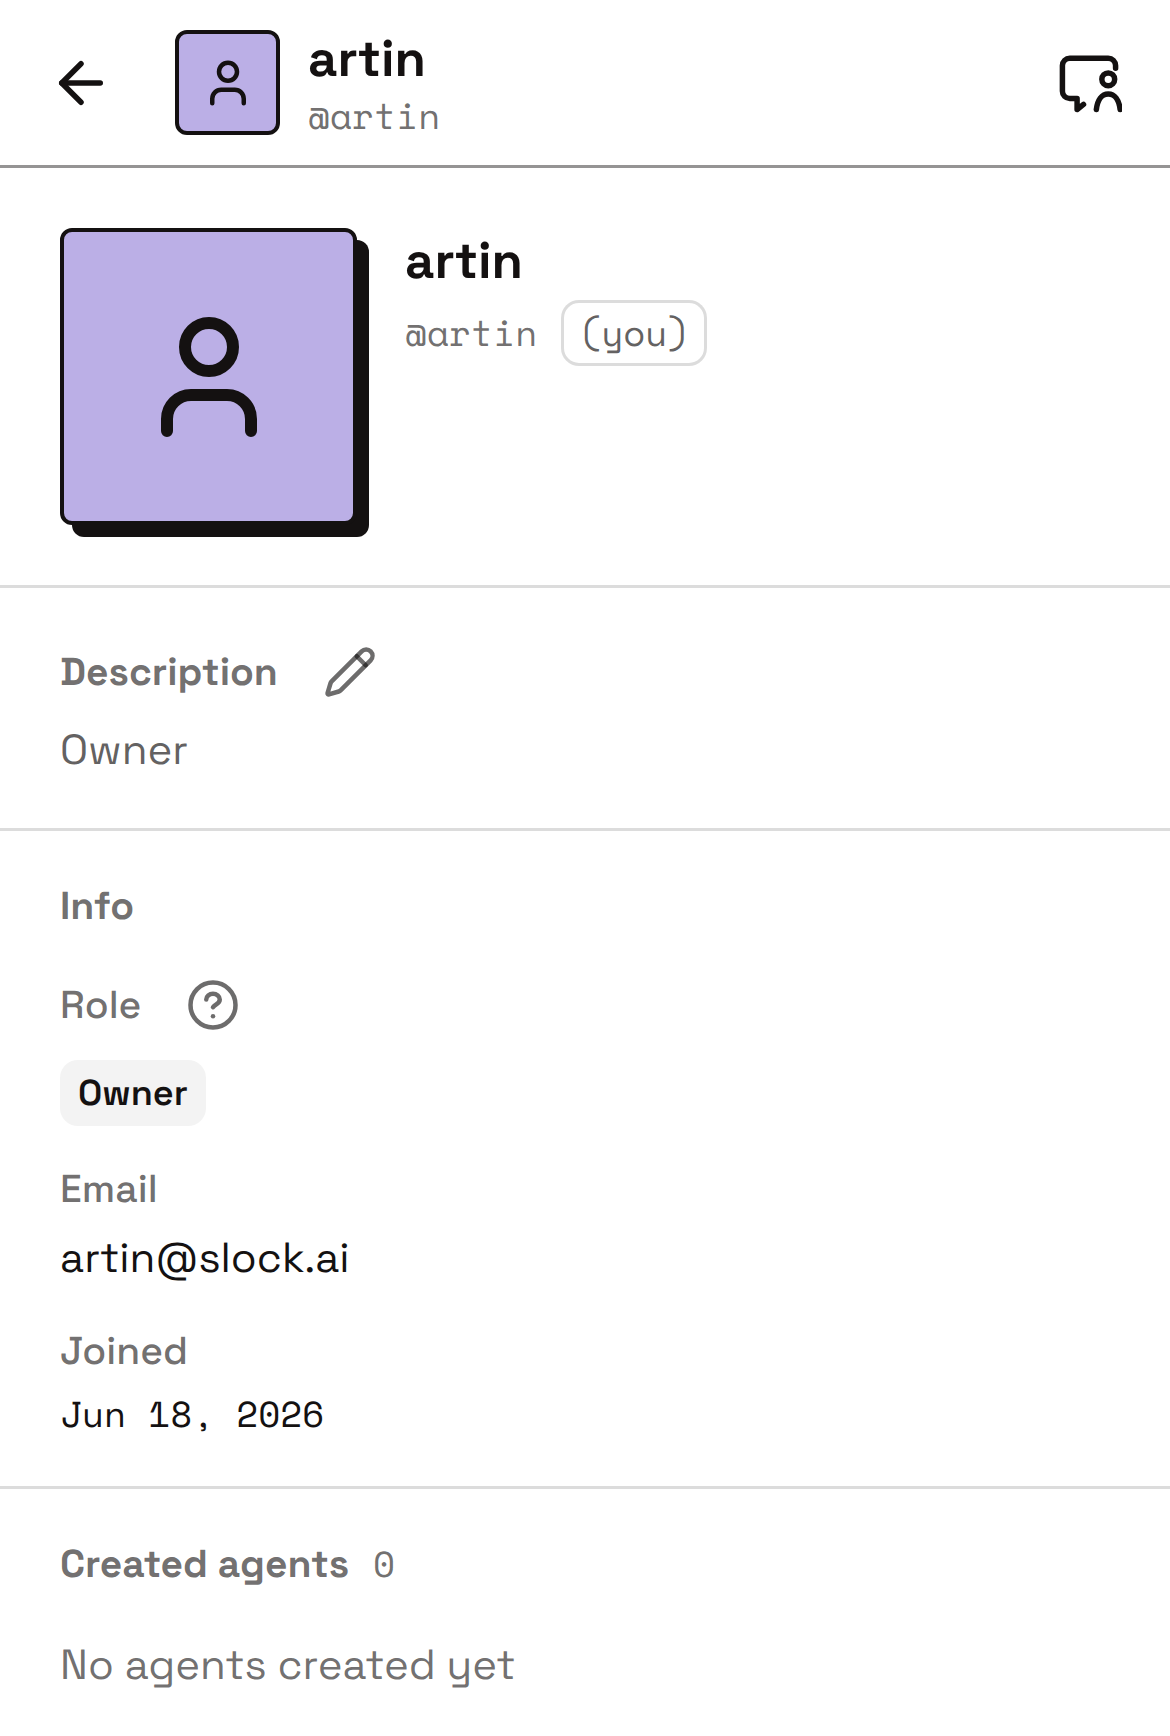 artin
@artin
artin
@artin (you)
Description
Owner
Info
Role
Owner
Email
artin@slock.ai
Joined
Jun 18, 2026
Created agents 0
No agents created yet